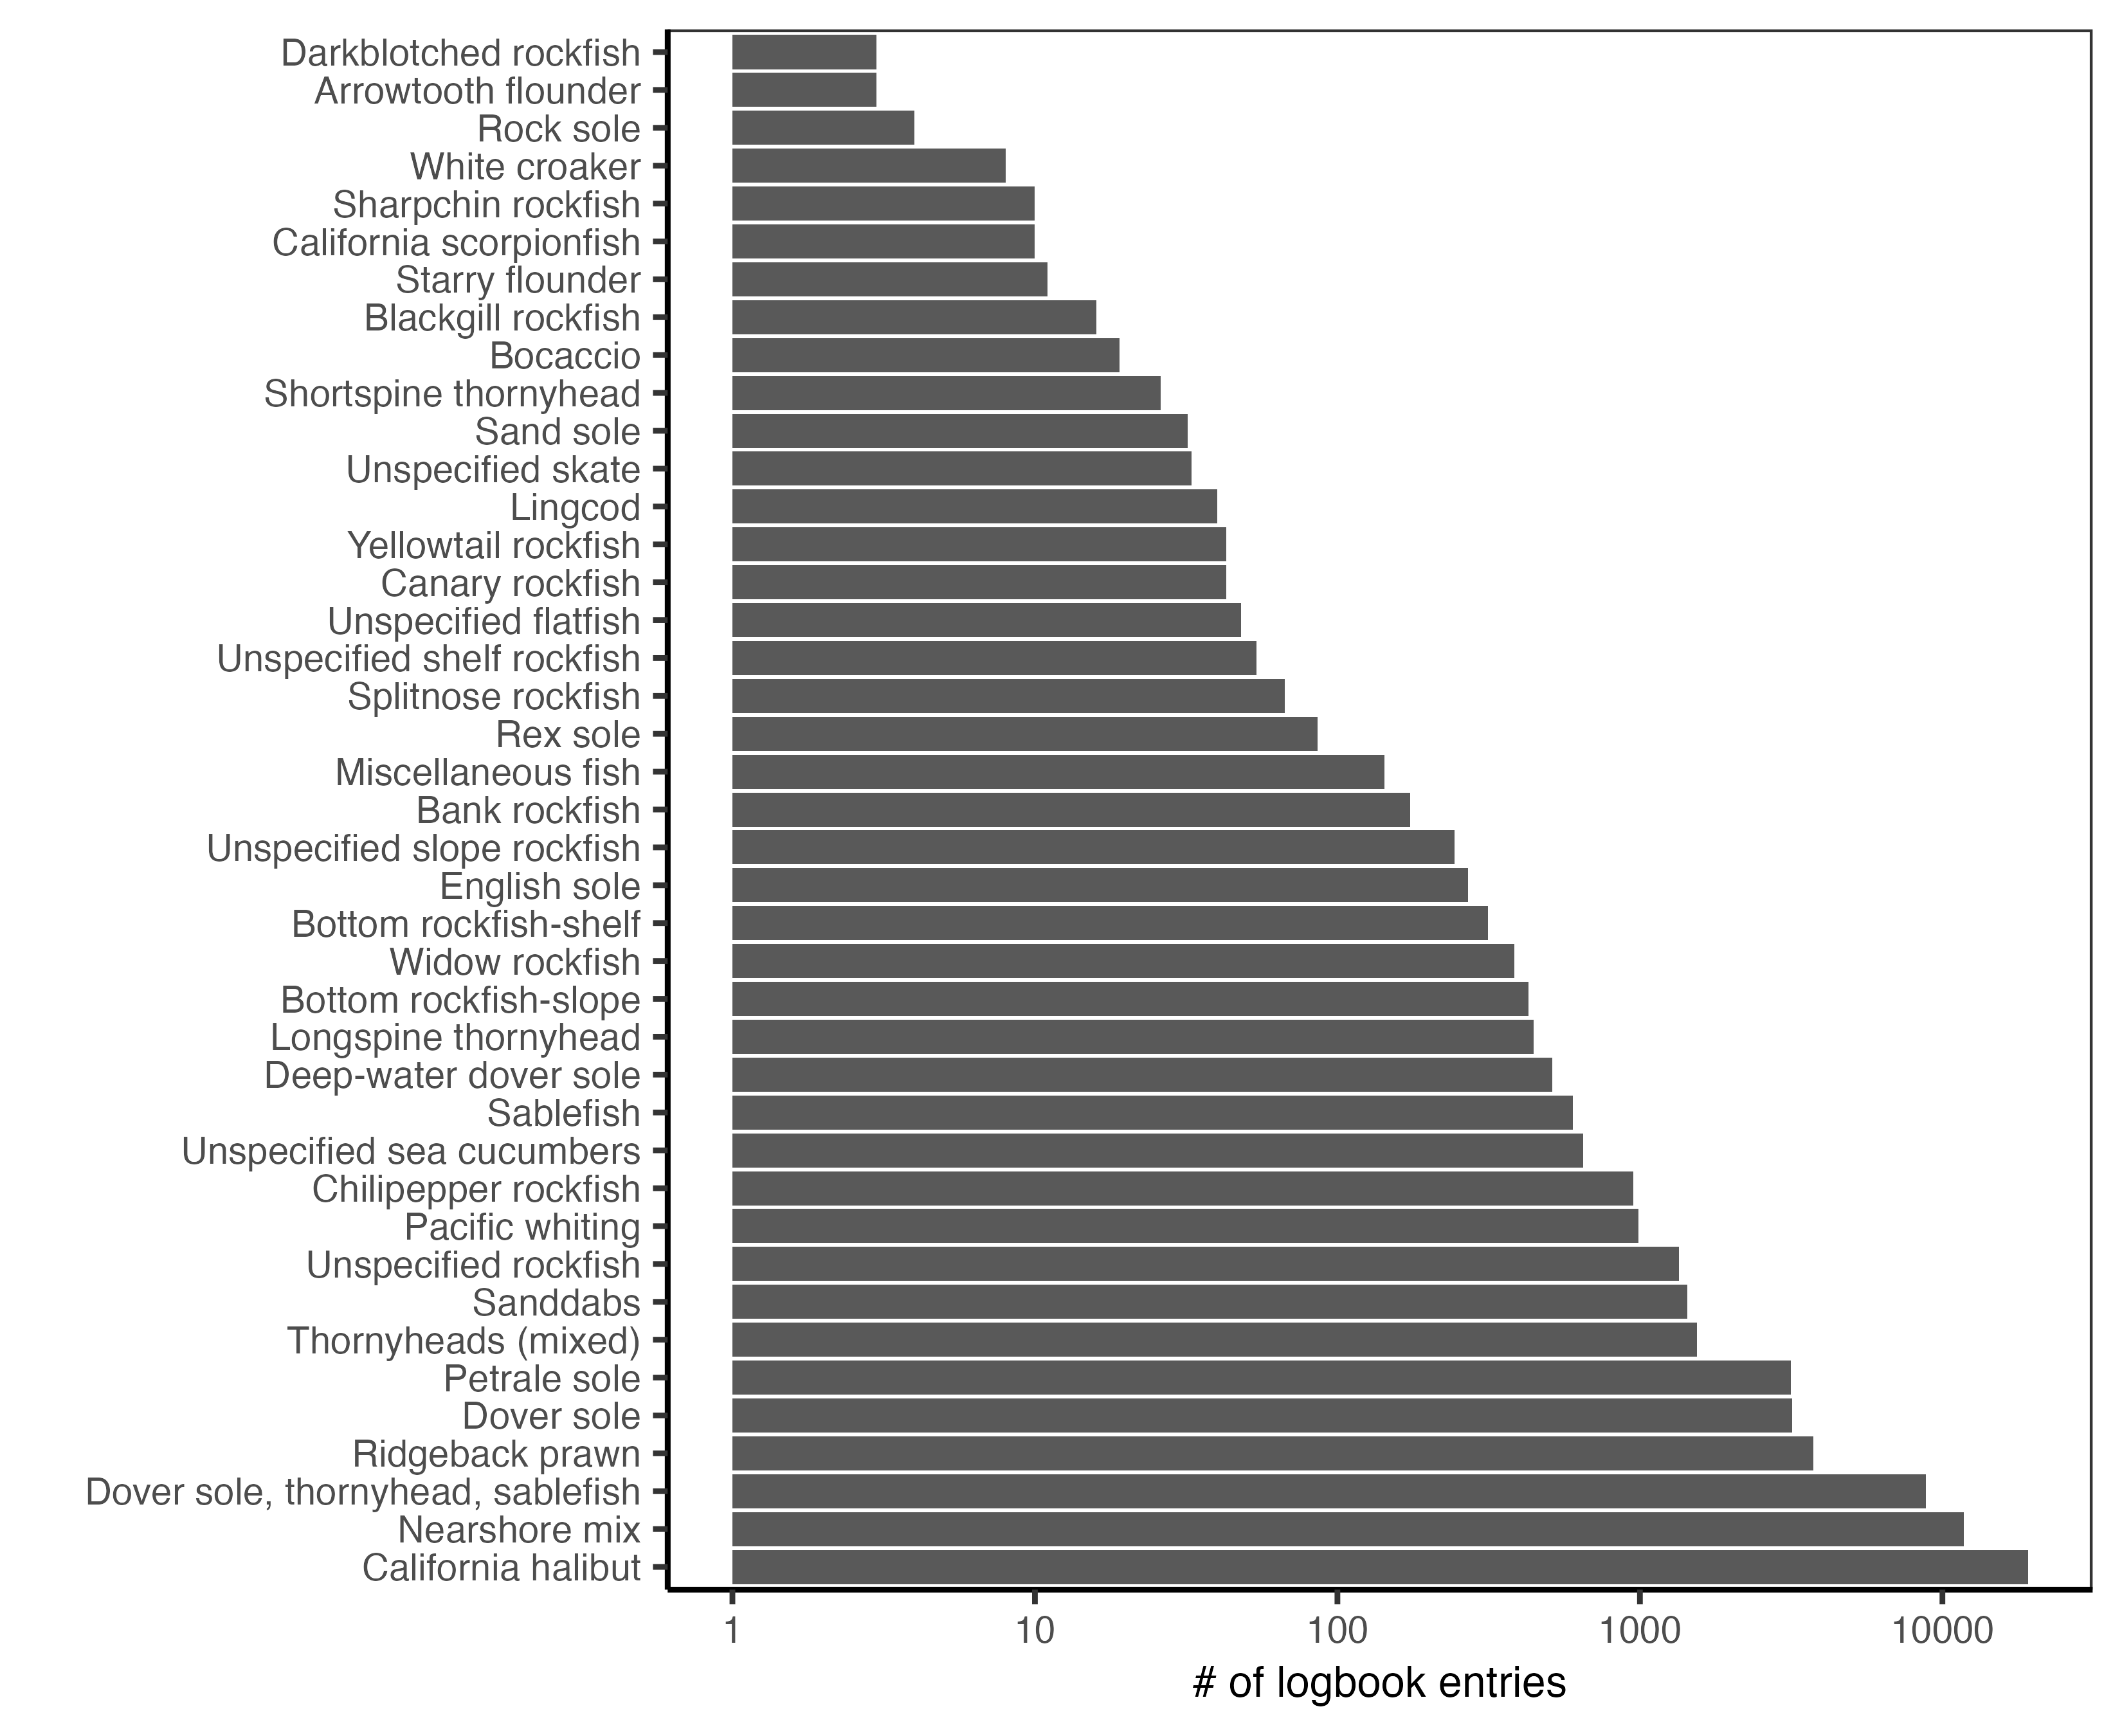 Darkblotched rockfish
Arrowtooth flounder
Rock sole
White croaker
Sharpchin rockfish
California scorpionfish
Starry flounder
Blackgill rockfish
Bocaccio
Shortspine thornyhead
Sand sole
Unspecified skate
Lingcod
Yellowtail rockfish
Canary rockfish
Unspecified flatfish
Unspecified shelf rockfish
Splitnose rockfish
Rex sole
Miscellaneous fish
Bank rockfish
Unspecified slope rockfish
English sole
Bottom rockfish-shelf
Widow rockfish
Bottom rockfish-slope
Longspine thornyhead
Deep-water dover sole
Sablefish
Unspecified sea cucumbers
Chilipepper rockfish
Pacific whiting
Unspecified rockfish
Sanddabs
Thornyheads (mixed)
Petrale sole
Dover sole
Ridgeback prawn
Dover sole, thornyhead, sablefish
Nearshore mix
California halibut
1 10 100 1000 10000
# of logbook entries